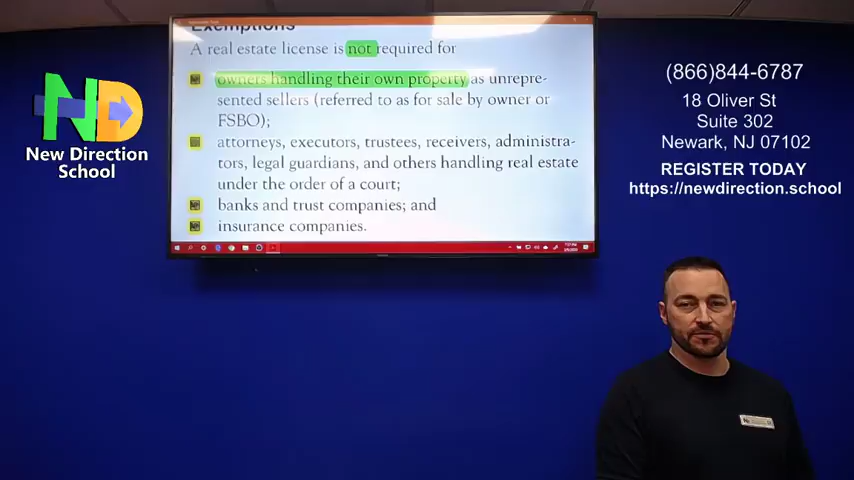 Exemptions
A real estate license is not required for
owners handling their own property as unrepre-
sented sellers (referred to as for sale by owner or
FSBO);
attorneys, executors, trustees, receivers, administra-
tors, legal guardians, and others handling real estate
under the order of a court;
banks and trust companies; and
insurance companies.
ND
New Direction
School
(866)844-6787
18 Oliver St
Suite 302
Newark, NJ 07102
REGISTER TODAY
https://newdirection.school